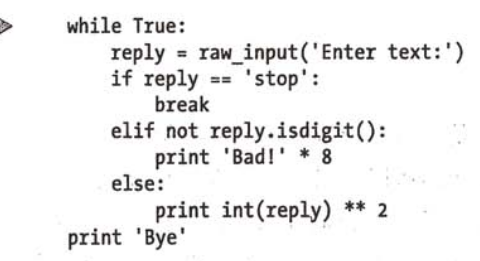 while True:
    reply = raw_input('Enter text:')
    if reply == 'stop':
        break
    elif not reply.isdigit():
        print 'Bad!' * 8
    else:
        print int(reply) ** 2
print 'Bye'